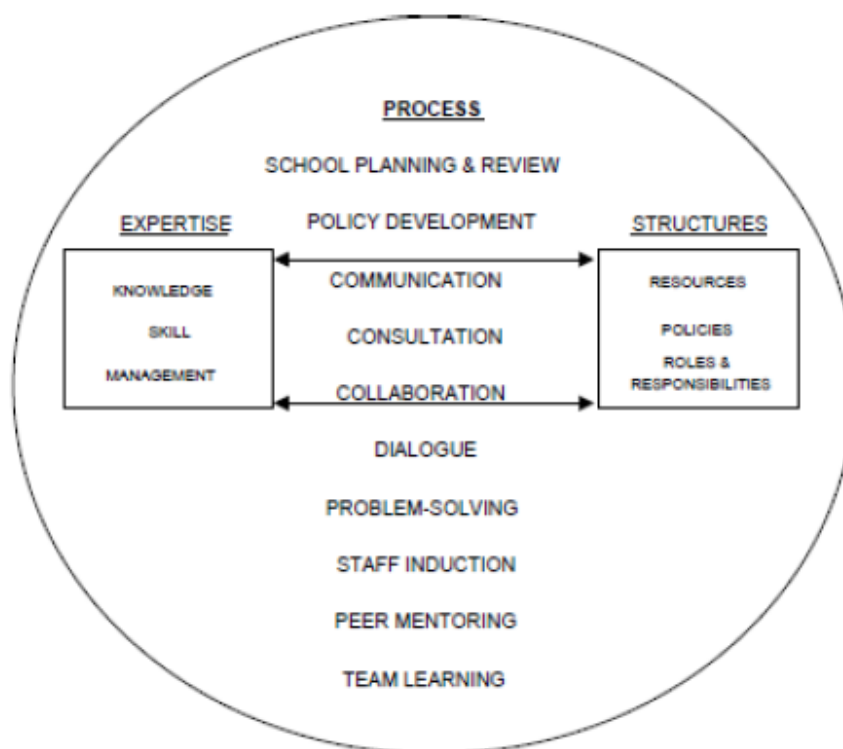 PROCESS
SCHOOL PLANNING & REVIEW
EXPERTISE
POLICY DEVELOPMENT
STRUCTURES
KNOWLEDGE
SKILL
MANAGEMENT
COMMUNICATION
CONSULTATION
COLLABORATION
RESOURCES
POLICIES
ROLES &
RESPONSIBILITIES
DIALOGUE
PROBLEM-SOLVING
STAFF INDUCTION
PEER MENTORING
TEAM LEARNING